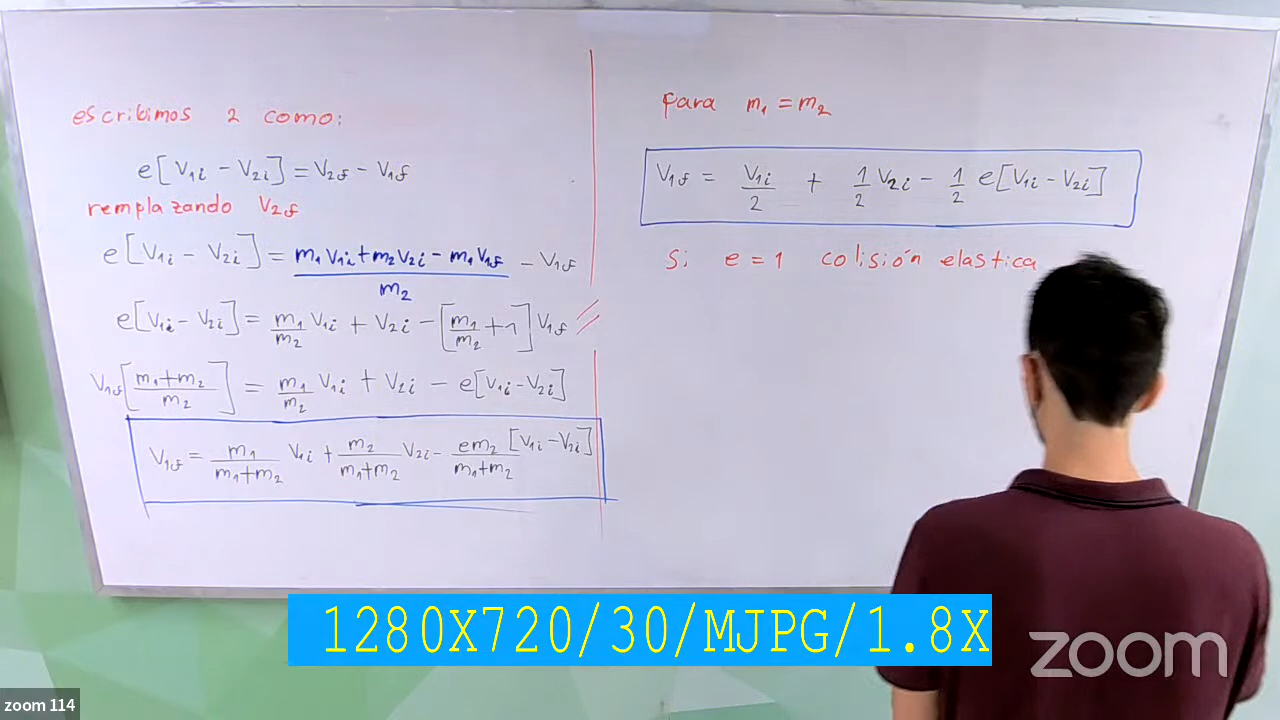 escribimos 2 como:
e[V1i - V2i] = V2f - V1f
remplazando V2f
e[V1i - V2i] = m1V1i+m2V2i - m1V1f / m2 - V1f
e[V1i - V2i] = m1/m2 V1i + V2i - [m1/m2 + 1] V1f //
V1f [m1+m2 / m2] = m1/m2 V1i + V2i - e[V1i - V2i]
V1f = m1 / m1+m2 V1i + m2 / m1+m2 V2i - em2 / m1+m2 [V1i - V2i]
para m1 = m2
V1f = V1i/2 + 1/2 V2i - 1/2 e[V1i - V2i]
Si e = 1 colisión elastica
1280X720/30/MJPG/1.8X
zoom
zoom 114